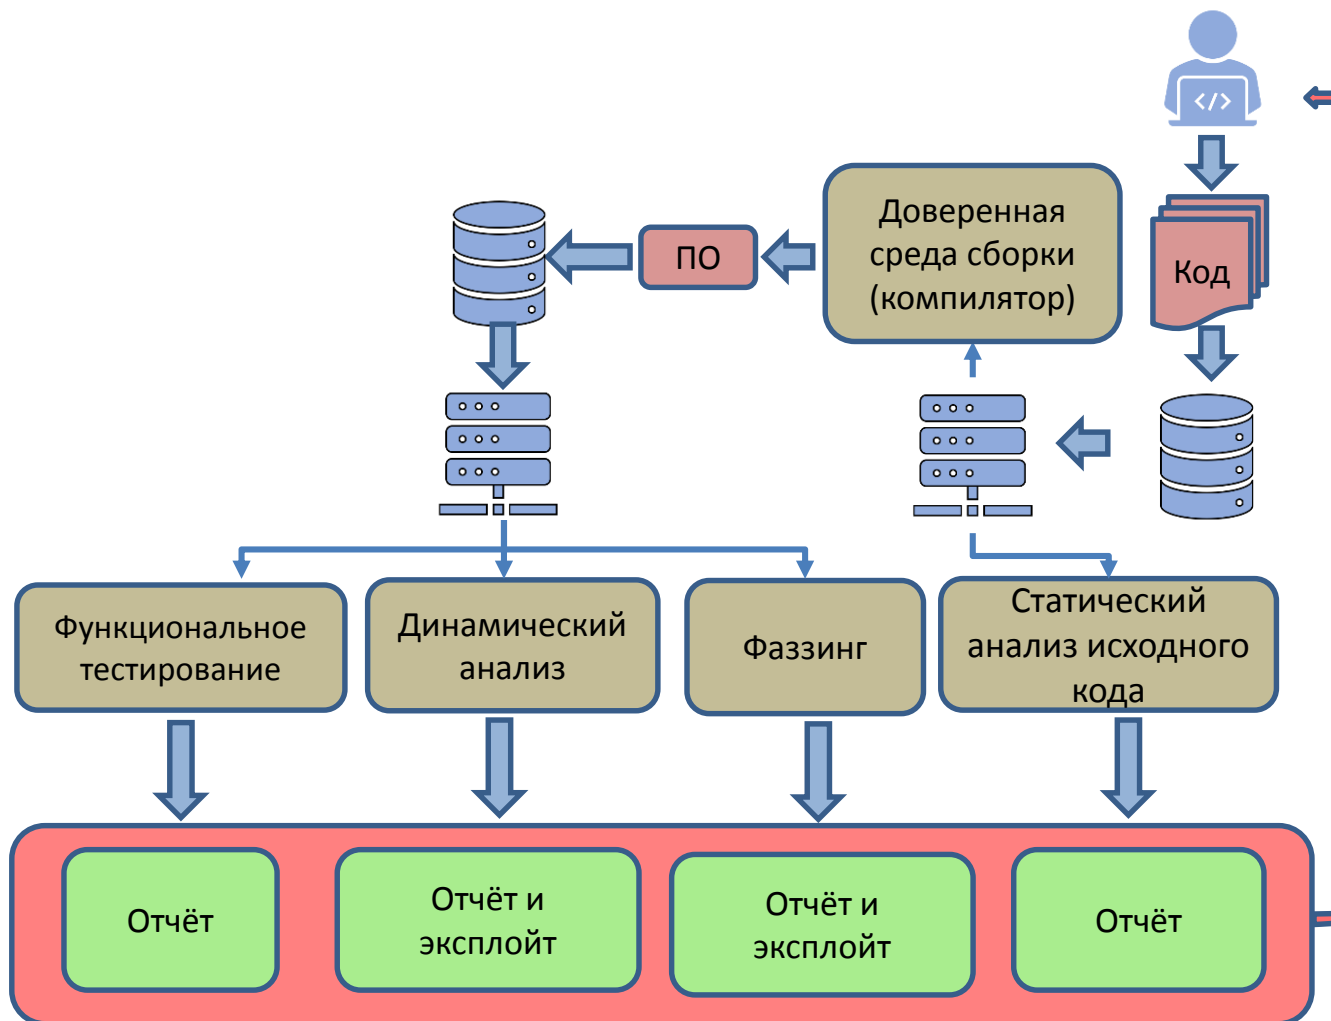 </>
Доверенная
среда сборки
(компилятор)
ПО
Код
Функциональное
тестирование
Динамический
анализ
Фаззинг
Статический
анализ исходного
кода
Отчёт
Отчёт и
эксплойт
Отчёт и
эксплойт
Отчёт